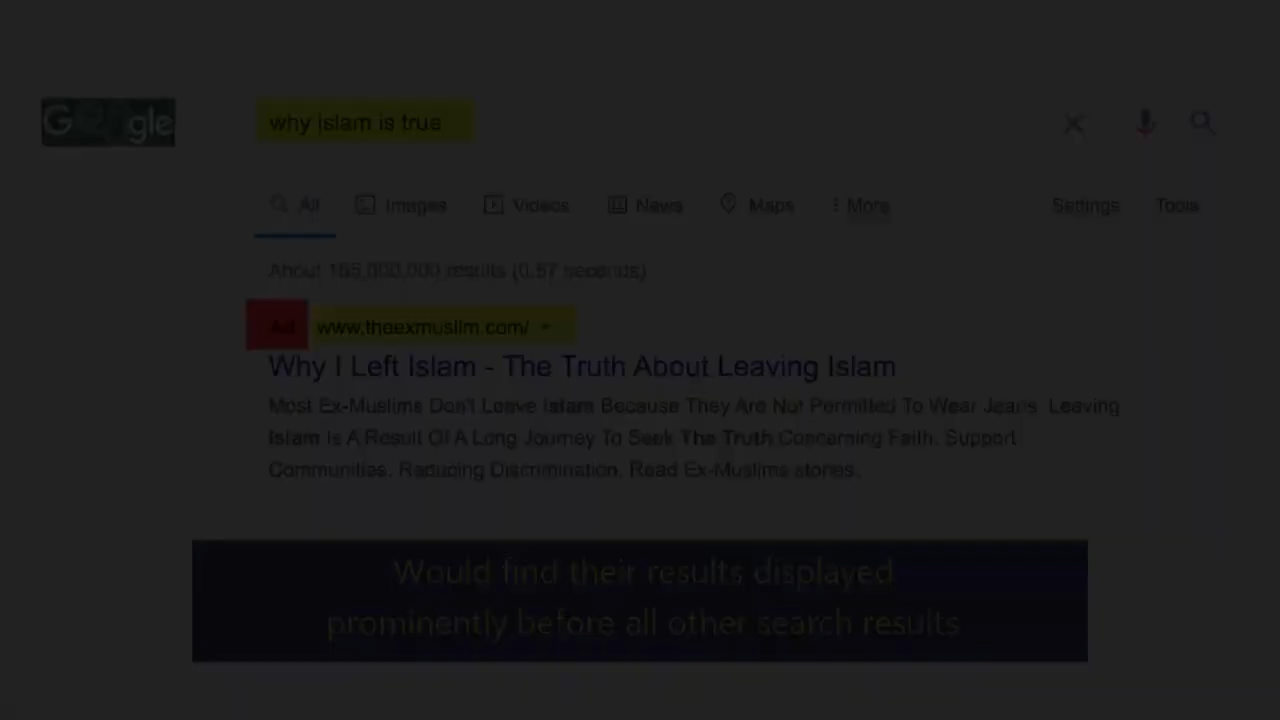 G gle
why islam is true
All Images Videos News Maps More Settings Tools
About 165,000,000 results (0.57 seconds)
Ad www.theexmuslim.com/
Why I Left Islam - The Truth About Leaving Islam
Most Ex-Muslims Don't Leave Islam Because They Are Not Permitted To Wear Jeans. Leaving
Islam Is A Result Of A Long Journey To Seek The Truth Concerning Faith. Support
Communities. Reducing Discrimination. Read Ex-Muslims stories.
Would find their results displayed
prominently before all other search results